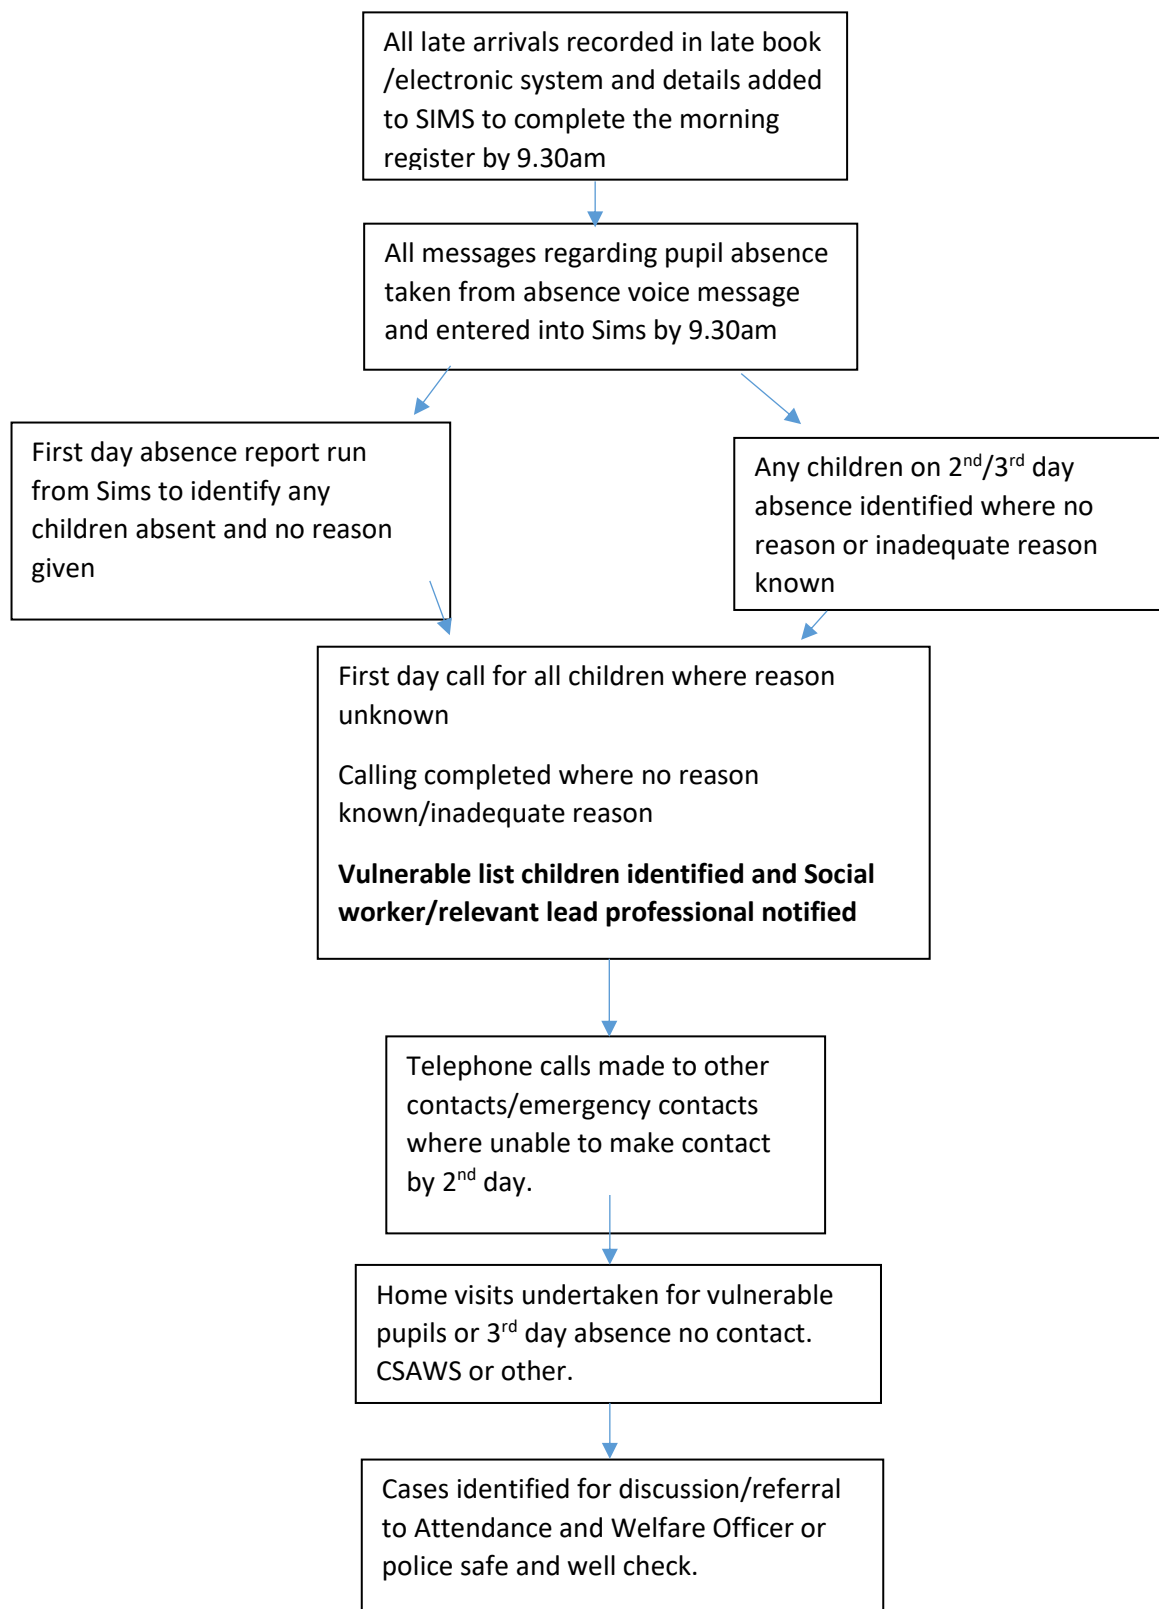 All late arrivals recorded in late book
/electronic system and details added
to SIMS to complete the morning
register by 9.30am
All messages regarding pupil absence
taken from absence voice message
and entered into Sims by 9.30am
First day absence report run
from Sims to identify any
children absent and no reason
given
Any children on 2nd/3rd day
absence identified where no
reason or inadequate reason
known
First day call for all children where reason
unknown
Calling completed where no reason
known/inadequate reason
Vulnerable list children identified and Social
worker/relevant lead professional notified
Telephone calls made to other
contacts/emergency contacts
where unable to make contact
by 2nd day.
Home visits undertaken for vulnerable
pupils or 3rd day absence no contact.
CSAWS or other.
Cases identified for discussion/referral
to Attendance and Welfare Officer or
police safe and well check.